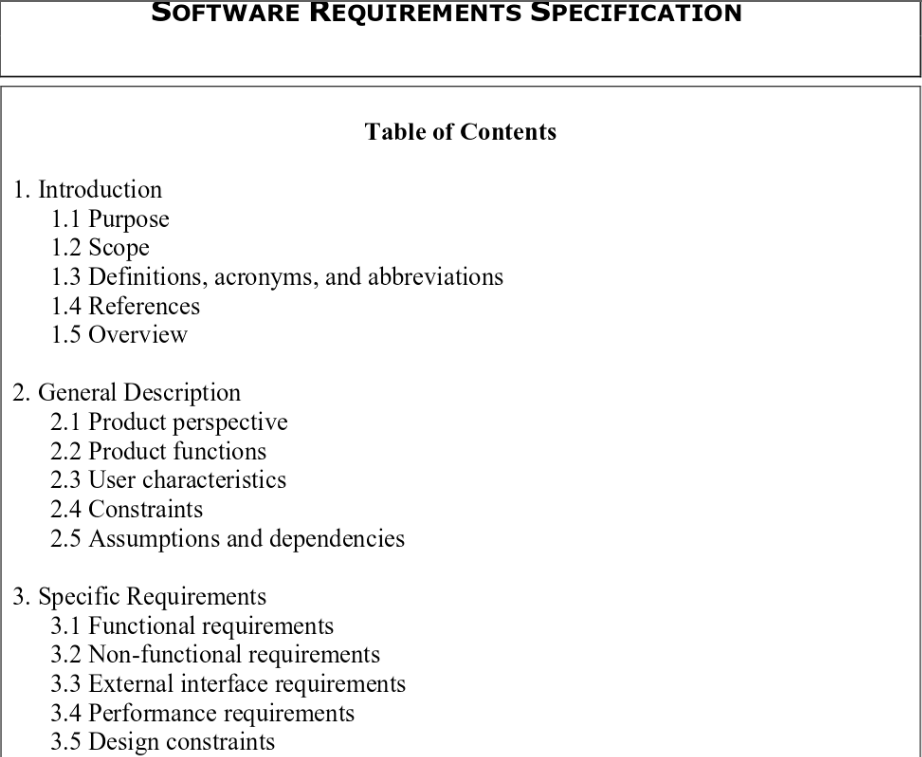 SOFTWARE REQUIREMENTS SPECIFICATION
Table of Contents
1. Introduction
1.1 Purpose
1.2 Scope
1.3 Definitions, acronyms, and abbreviations
1.4 References
1.5 Overview
2. General Description
2.1 Product perspective
2.2 Product functions
2.3 User characteristics
2.4 Constraints
2.5 Assumptions and dependencies
3. Specific Requirements
3.1 Functional requirements
3.2 Non-functional requirements
3.3 External interface requirements
3.4 Performance requirements
3.5 Design constraints